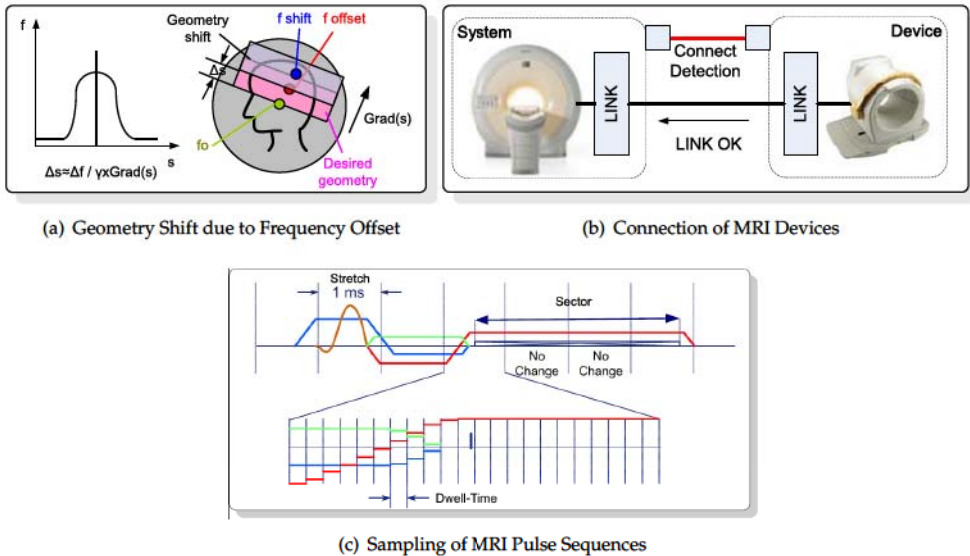 f
Geometry
shift
f shift
f offset
Δs
Grad(s)
fo
s
Desired
geometry
Δs≈Δf / γxGrad(s)
System
Device
Connect
Detection
LINK
LINK
LINK OK
(a) Geometry Shift due to Frequency Offset
(b) Connection of MRI Devices
Stretch
1 ms
Sector
No
Change
No
Change
Dwell-Time
(c) Sampling of MRI Pulse Sequences